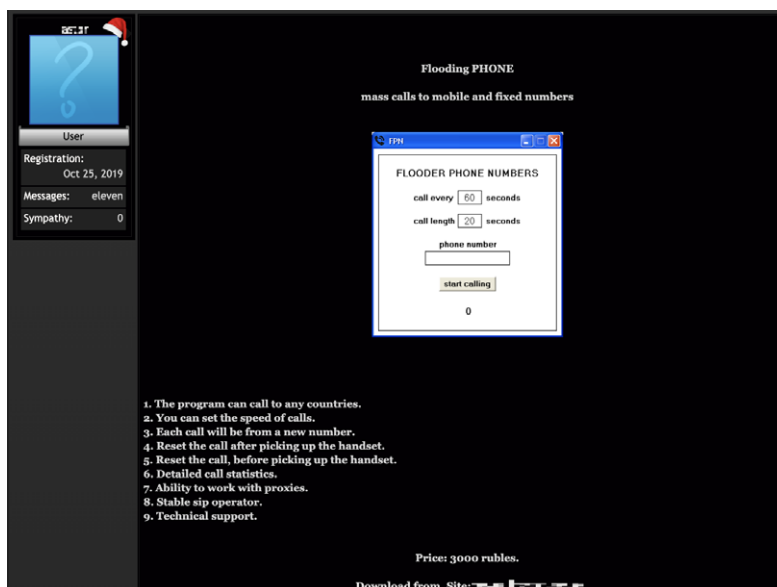 User
Registration:
Oct 25, 2019
Messages: eleven
Sympathy: 0
Flooding PHONE
mass calls to mobile and fixed numbers
FPN
FLOODER PHONE NUMBERS
call every 60 seconds
call length 20 seconds
phone number
start calling
0
1. The program can call to any countries.
2. You can set the speed of calls.
3. Each call will be from a new number.
4. Reset the call after picking up the handset.
5. Reset the call, before picking up the handset.
6. Detailed call statistics.
7. Ability to work with proxies.
8. Stable sip operator.
9. Technical support.
Price: 3000 rubles.
Download from Site: